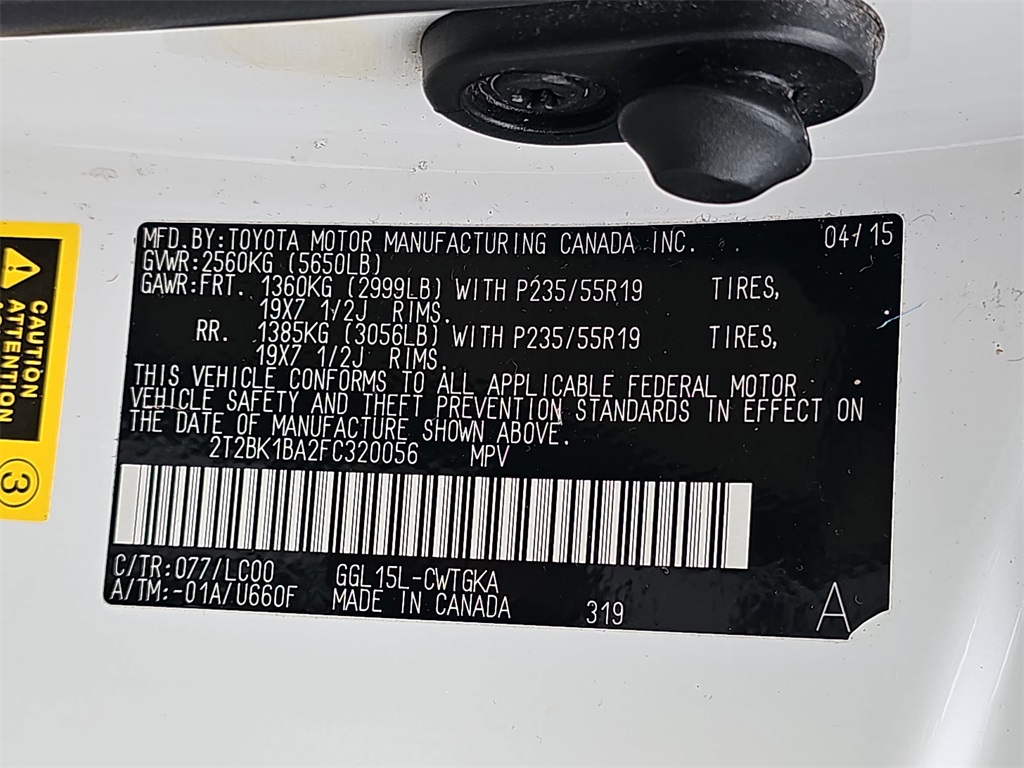 MFD.BY:TOYOTA MOTOR MANUFACTURING CANADA INC. 04/15
GVWR:2560KG (5650LB)
GAWR:FRT. 1360KG (2999LB) WITH P235/55R19 TIRES,
19X7 1/2J RIMS.
RR. 1385KG (3056LB) WITH P235/55R19 TIRES,
19X7 1/2J RIMS.
THIS VEHICLE CONFORMS TO ALL APPLICABLE FEDERAL MOTOR
VEHICLE SAFETY AND THEFT PREVENTION STANDARDS IN EFFECT ON
THE DATE OF MANUFACTURE SHOWN ABOVE.
2T2BK1BA2FC320056 MPV
C/TR:077/LC00 GGL15L-CWTGKA
A/TM:-01A/U660F MADE IN CANADA 319 A
CAUTION
ATTENTION
3